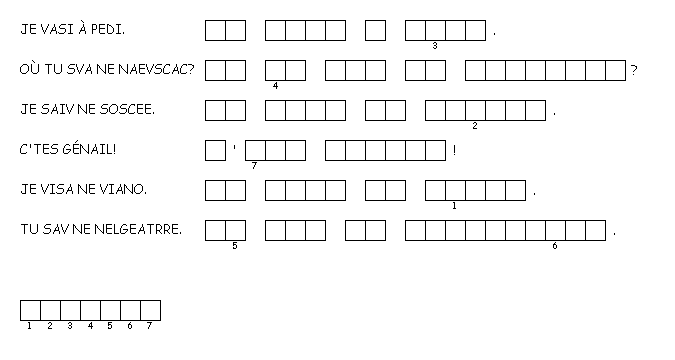 JE VASI À PEDI.
.
3
OÙ TU SVA NE NAEVSCAC?
?
4
JE SAIV NE SOSCEE.
.
2
C'TES GÉNAIL!
' !
7
JE VISA NE VIANO.
.
1
TU SAV NE NELGEATRRE.
.
5 6
1 2 3 4 5 6 7